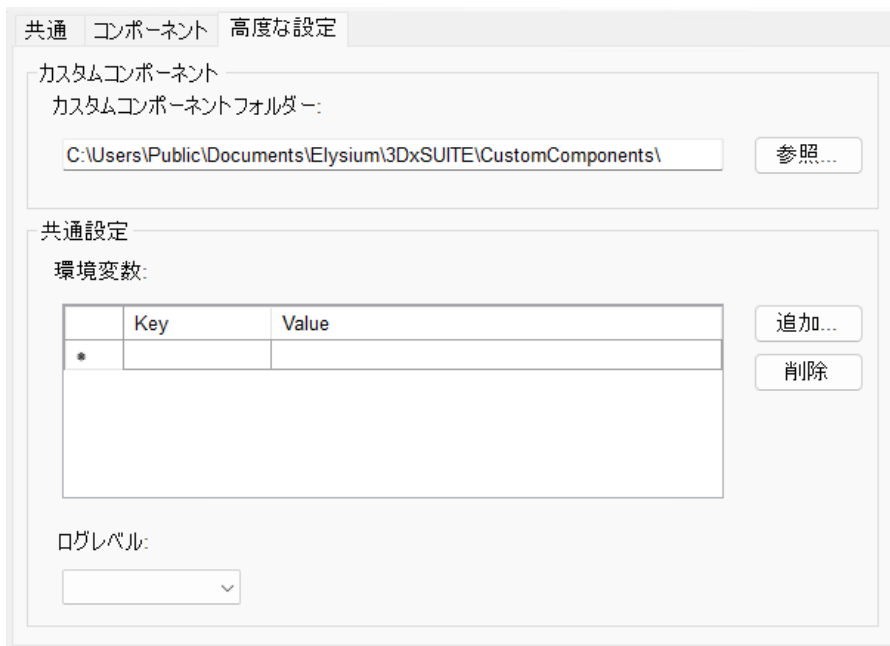 共通 コンポーネント 高度な設定
カスタムコンポーネント
カスタムコンポーネントフォルダー:
C:\Users\Public\Documents\Elysium\3DxSUITE\CustomComponents\ 参照...
共通設定
環境変数:
Key Value 追加...
* 削除
ログレベル: